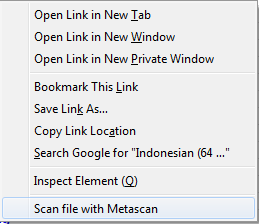 Open Link in New Tab
Open Link in New Window
Open Link in New Private Window
Bookmark This Link
Save Link As...
Copy Link Location
Search Google for "Indonesian (64 ..."
Inspect Element (Q)
Scan file with Metascan